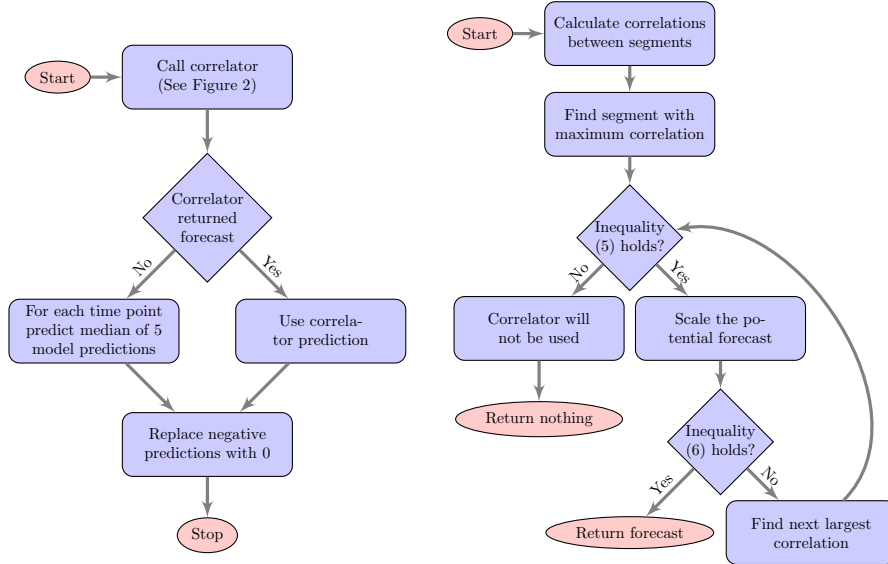 Start
Call correlator
(See Figure 2)
Correlator
returned
forecast
No
Yes
For each time point
predict median of 5
model predictions
Use correla-
tor prediction
Replace negative
predictions with 0
Stop
Start
Calculate correlations
between segments
Find segment with
maximum correlation
Inequality
(5) holds?
No
Yes
Correlator will
not be used
Scale the po-
tential forecast
Return nothing
Inequality
(6) holds?
Yes
No
Return forecast
Find next largest
correlation